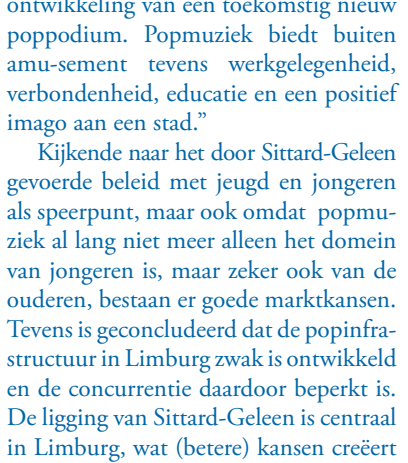 ontwikkeling van een toekomstig nieuw
poppodium. Popmuziek biedt buiten
amu-sement tevens werkgelegenheid,
verbondenheid, educatie en een positief
imago aan een stad.”
Kijkende naar het door Sittard-Geleen
gevoerde beleid met jeugd en jongeren
als speerpunt, maar ook omdat popmu-
ziek al lang niet meer alleen het domein
van jongeren is, maar zeker ook van de
ouderen, bestaan er goede marktkansen.
Tevens is geconcludeerd dat de popinfra-
structuur in Limburg zwak is ontwikkeld
en de concurrentie daardoor beperkt is.
De ligging van Sittard-Geleen is centraal
in Limburg, wat (betere) kansen creëert